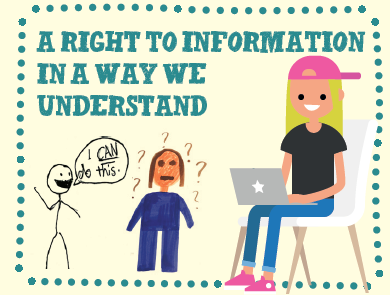 A RIGHT TO INFORMATION
IN A WAY WE
UNDERSTAND
I CAN
do this.
? ? ? ? ? ? ?